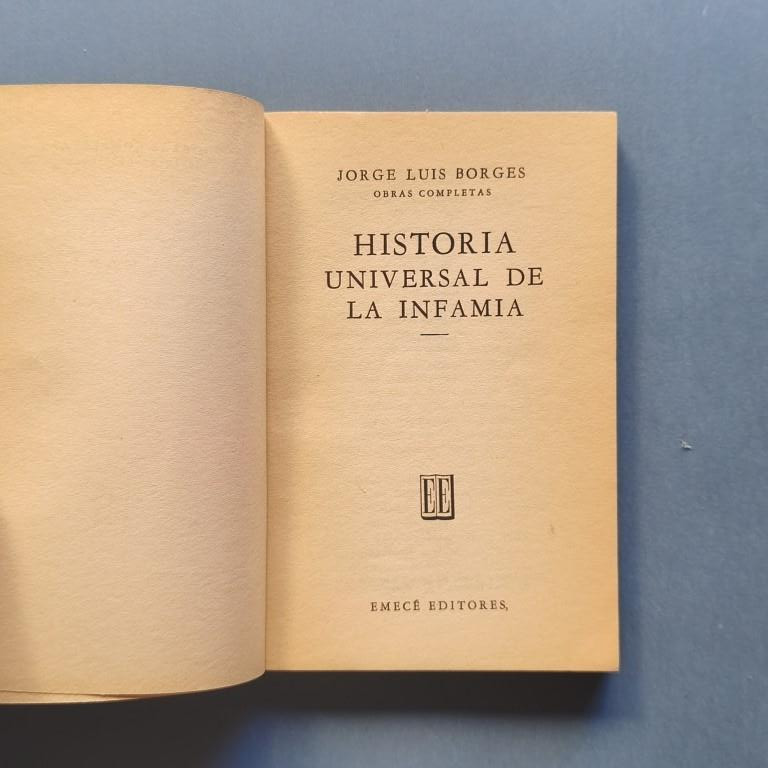 JORGE LUIS BORGES
OBRAS COMPLETAS
HISTORIA
UNIVERSAL DE
LA INFAMIA
EE
EMECÉ EDITORES,